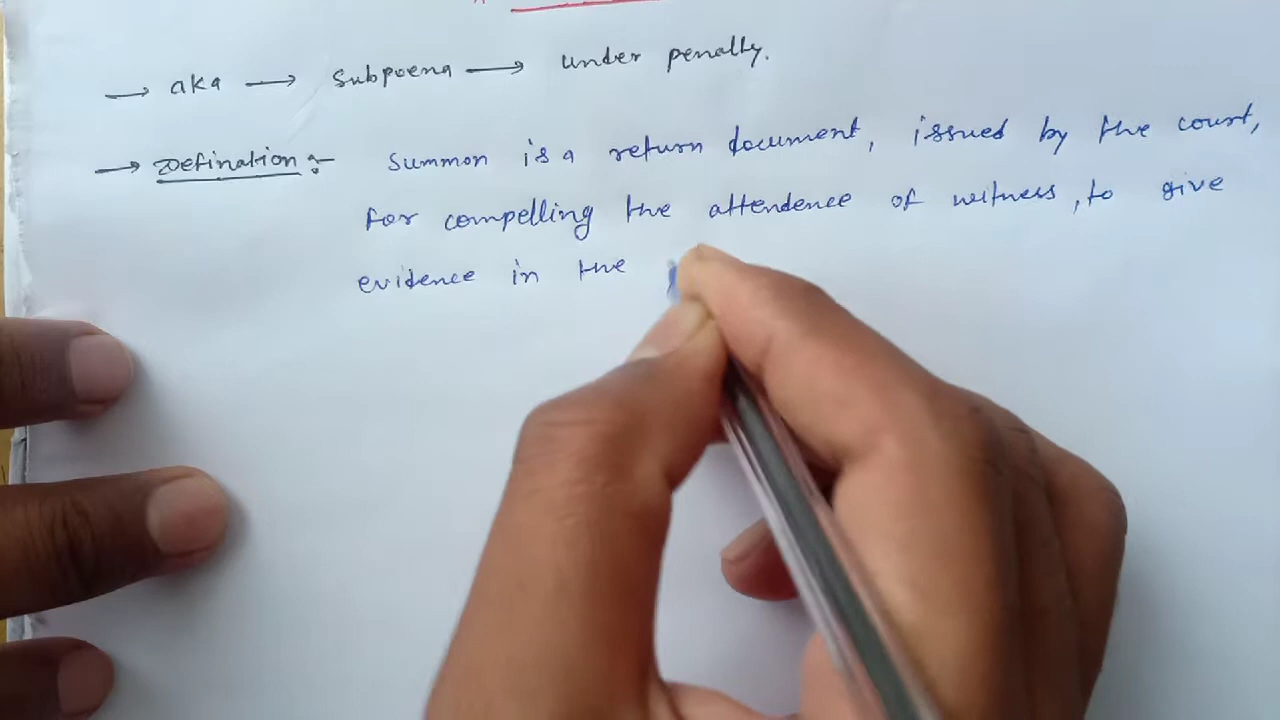 → aka → Subpoena → under penalty.
→ Defination :- Summon is a return document, issued by the court,
for compelling the attendence of witness, to give
evidence in the